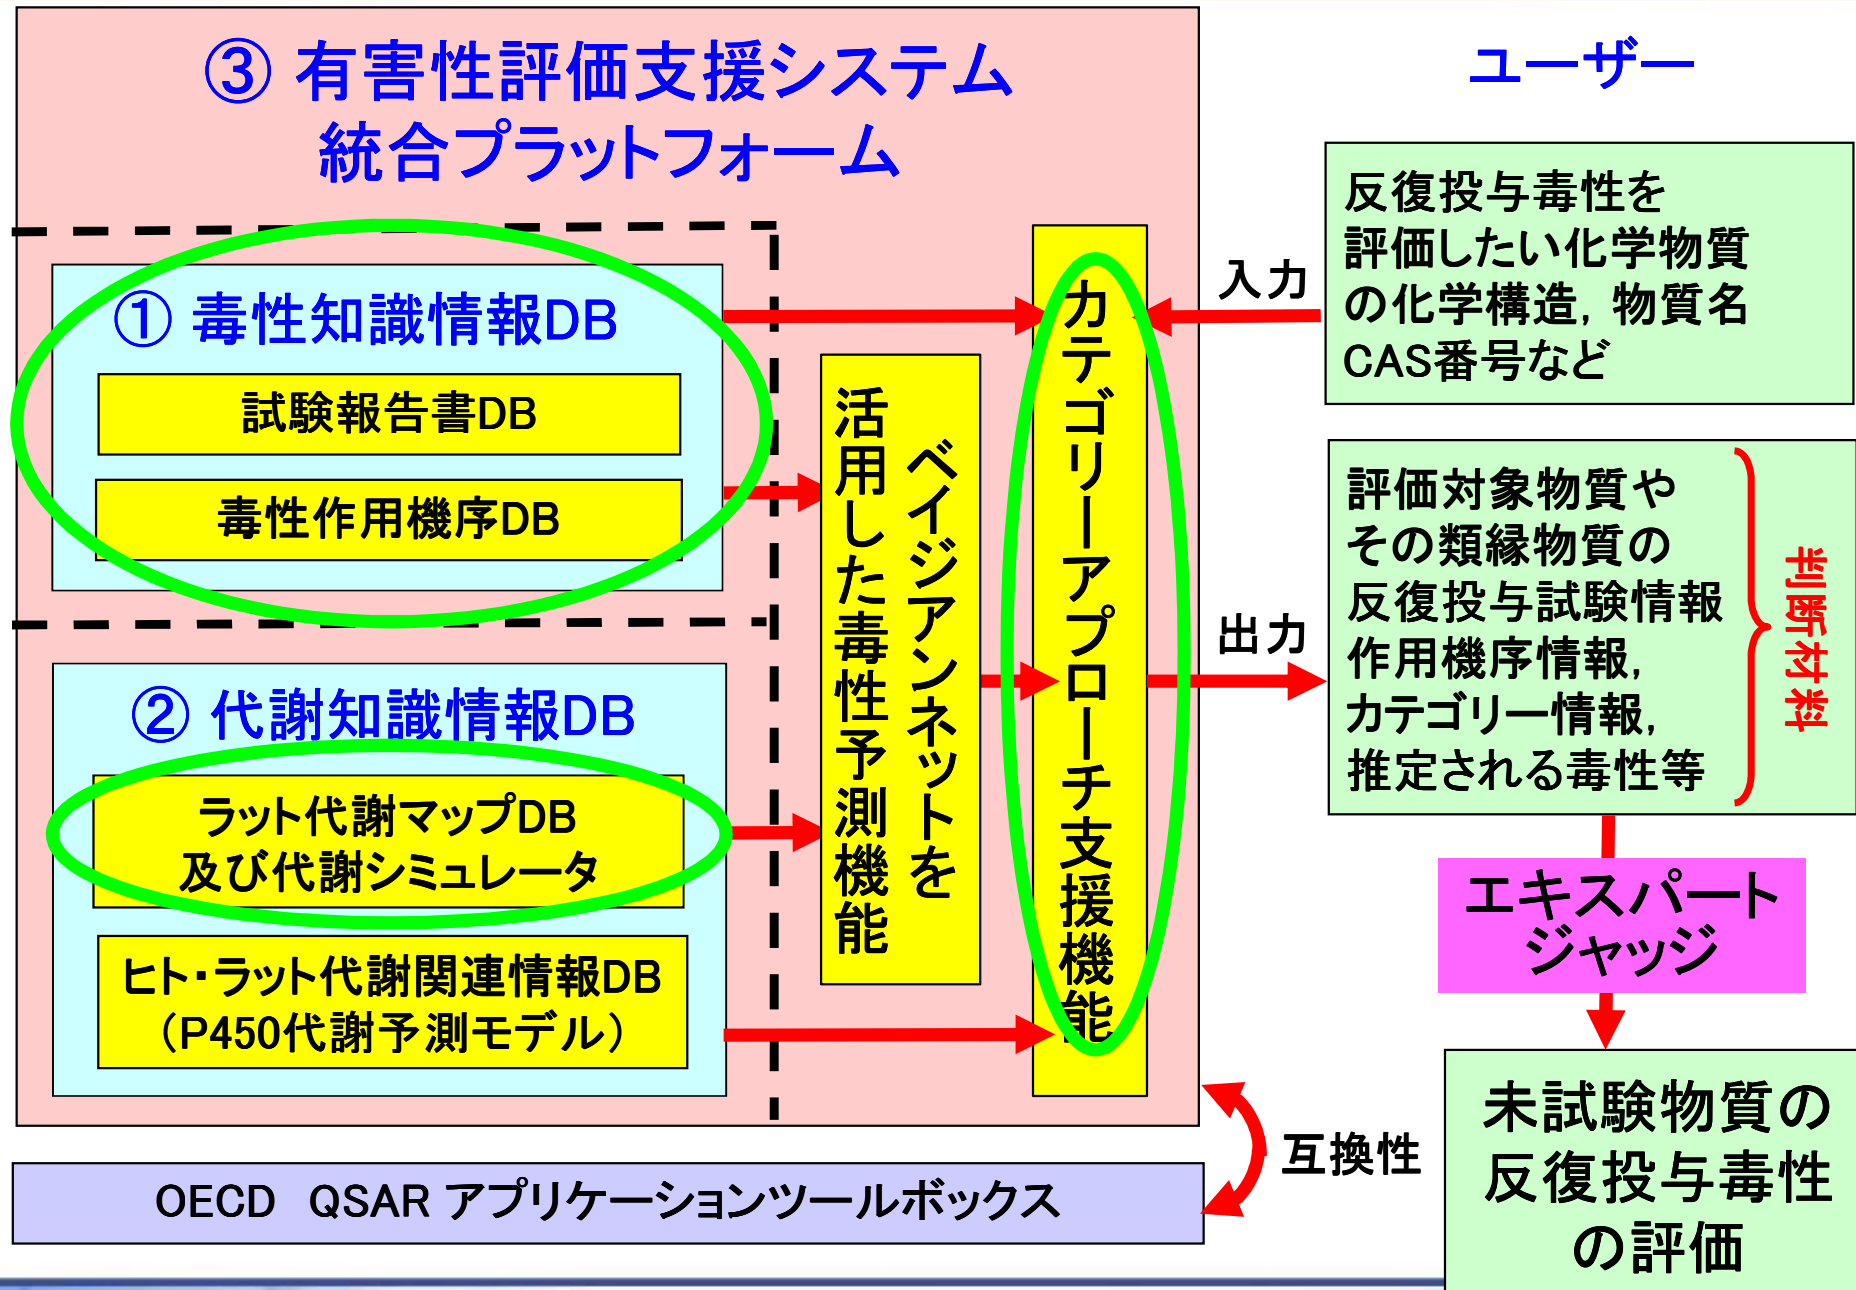 ③ 有害性評価支援システム
統合プラットフォーム
① 毒性知識情報DB
試験報告書DB
毒性作用機序DB
② 代謝知識情報DB
ラット代謝マップDB
及び代謝シミュレータ
ヒト・ラット代謝関連情報DB
（P450代謝予測モデル）
ベイジアンネットを
活用した毒性予測機能
カテゴリーアプローチ支援機能
OECD　QSAR アプリケーションツールボックス
互換性
ユーザー
入力
反復投与毒性を
評価したい化学物質
の化学構造，物質名
CAS番号など
出力
評価対象物質や
その類縁物質の
反復投与試験情報
作用機序情報，
カテゴリー情報，
推定される毒性等
判断材料
エキスパート
ジャッジ
未試験物質の
反復投与毒性
の評価